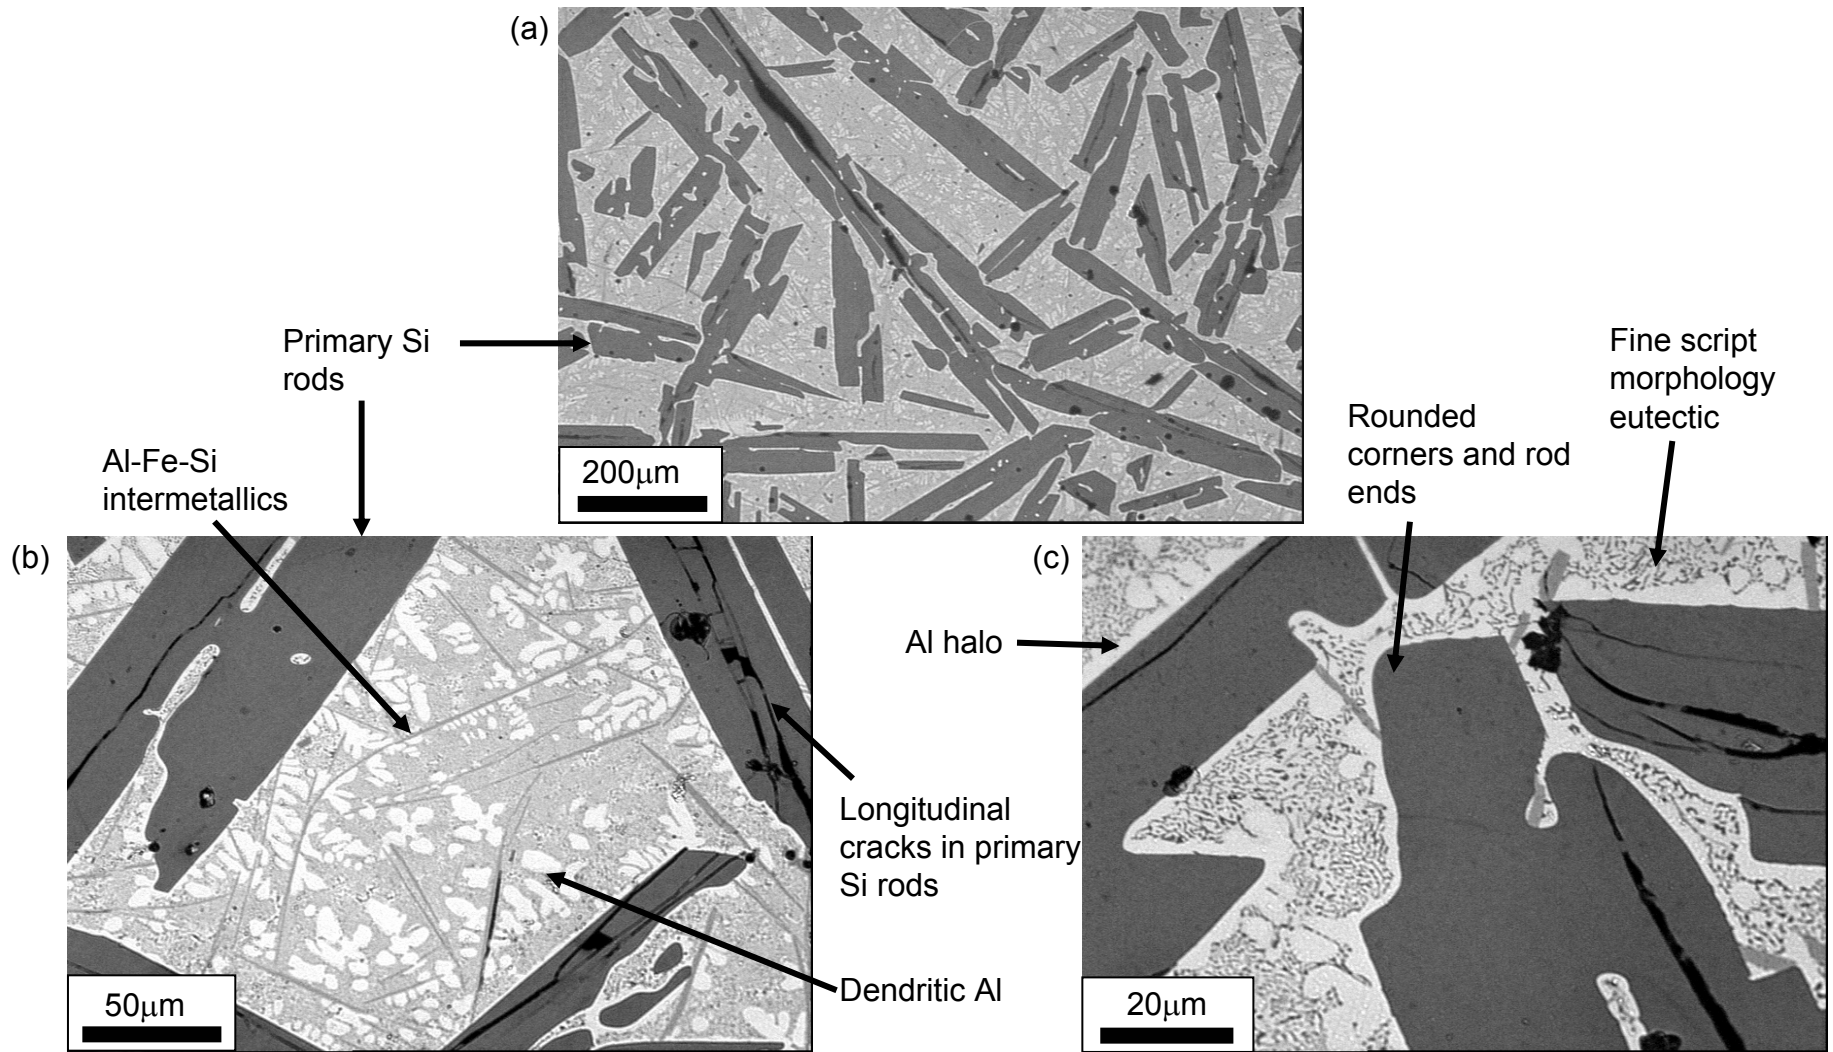 (a)
Primary Si
rods
200μm
Fine script
morphology
eutectic
Rounded
corners and rod
ends
Al-Fe-Si
intermetallics
(b)
(c)
Al halo
Longitudinal
cracks in primary
Si rods
Dendritic Al
50μm
20μm